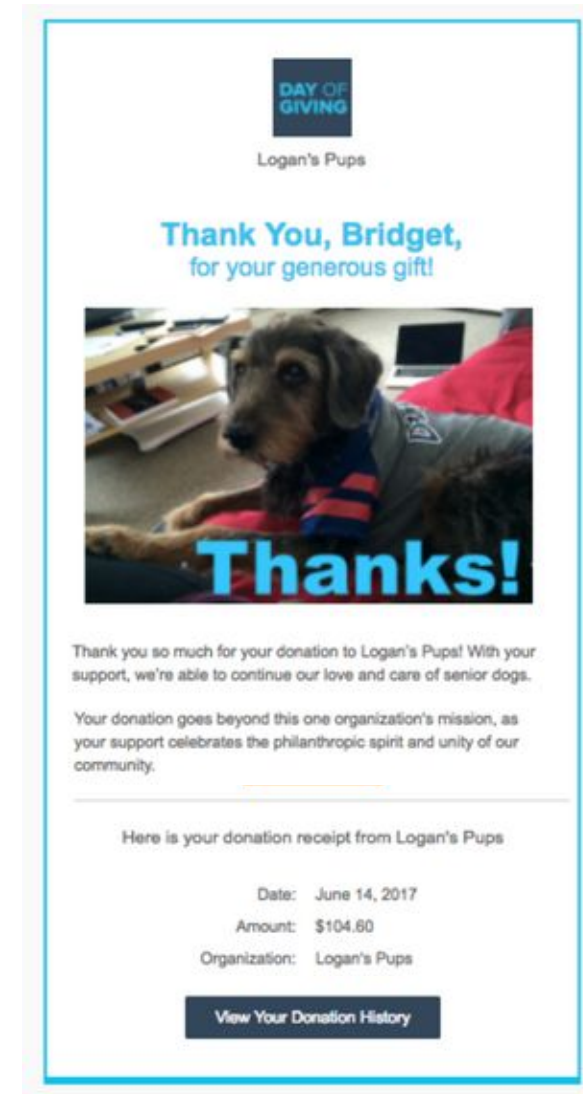 DAY OF
GIVING
Logan's Pups
Thank You, Bridget,
for your generous gift!
Thanks!
Thank you so much for your donation to Logan's Pups! With your
support, we're able to continue our love and care of senior dogs.
Your donation goes beyond this one organization's mission, as
your support celebrates the philanthropic spirit and unity of our
community.
Here is your donation receipt from Logan's Pups
Date: June 14, 2017
Amount: $104.60
Organization: Logan's Pups
View Your Donation History